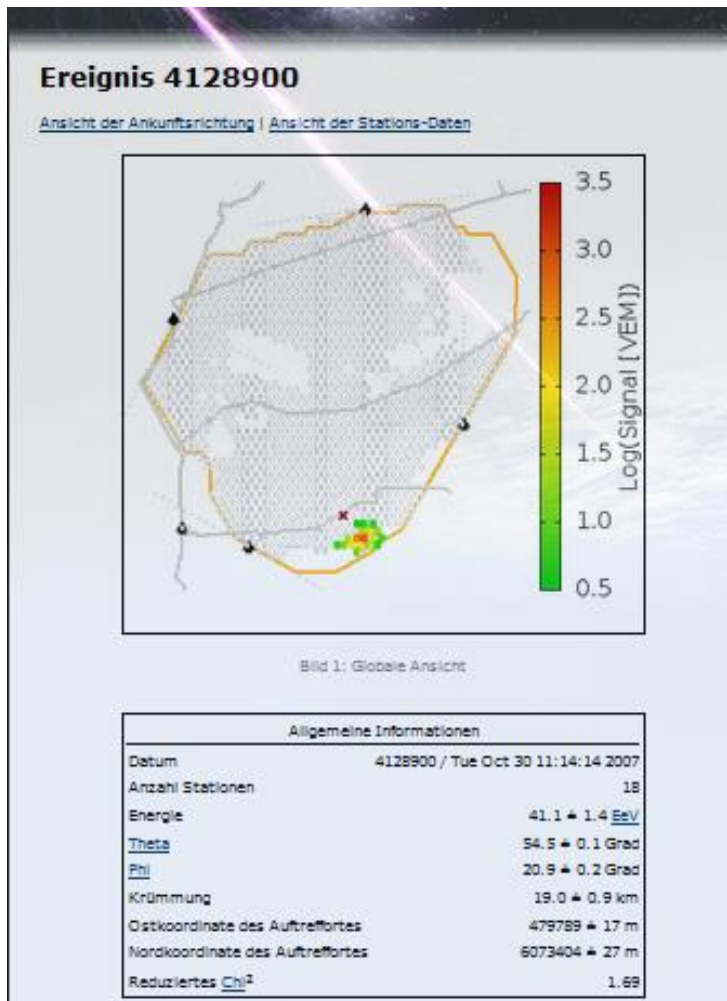 Ereignis 4128900
Ansicht der Ankunftsrichtung | Ansicht der Stations-Daten
3.5
3.0
2.5
2.0
1.5
1.0
0.5
Log(Signal [VEM])
Bild 1: Globale Ansicht
Allgemeine Informationen
Datum 4128900 / Tue Oct 30 11:14:14 2007
Anzahl Stationen 18
Energie 41.1 ± 1.4 EeV
Theta 54.5 ± 0.1 Grad
Phi 20.9 ± 0.2 Grad
Krümmung 19.0 ± 0.9 km
Ostkoordinate des Auftreffortes 479789 ± 17 m
Nordkoordinate des Auftreffortes 6073404 ± 27 m
Reduziertes Chi² 1.69